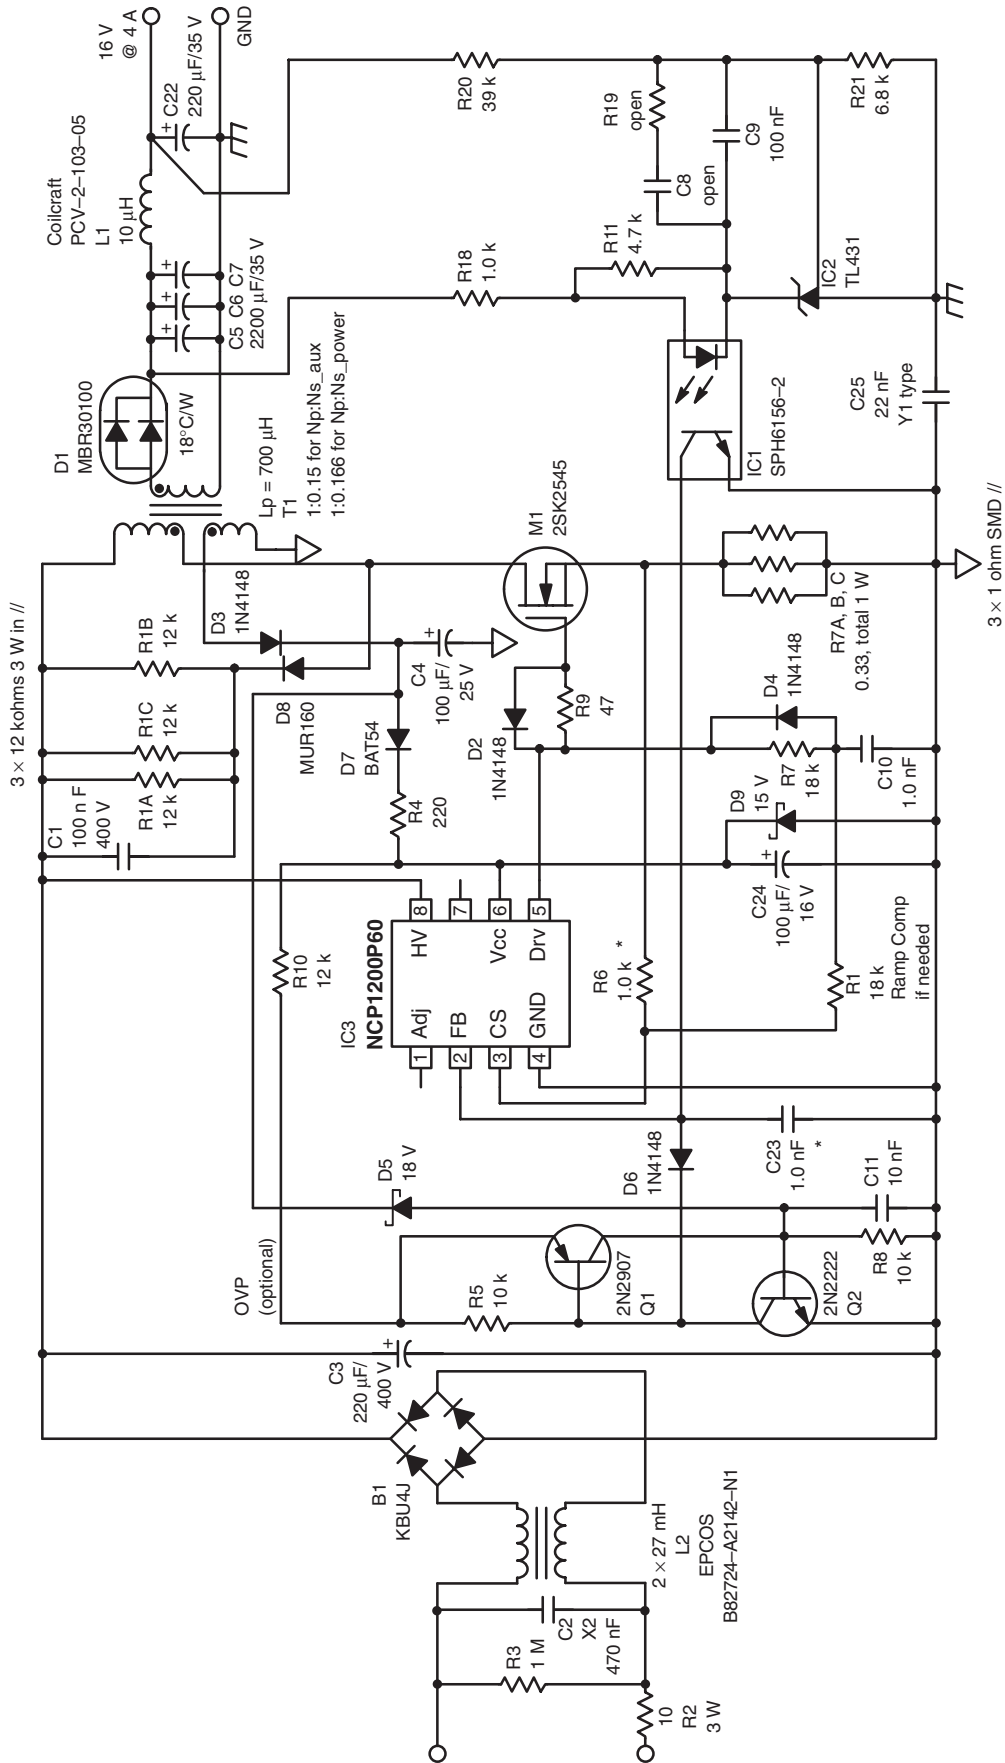 3 × 12 kohms 3 W in //
C1
100 n F
400 V
R1A
12 k
R1C
12 k
R1B
12 k
D8
MUR160
D3
1N4148
D7
BAT54
C4
100 μF/
25 V
R4
220
R10
12 k
IC3
NCP1200P60
1
Adj
2
FB
3
CS
4
GND
8
HV
7
6
Vcc
5
Drv
D2
1N4148
R9
47
M1
2SK2545
Lp = 700 μH
T1
1:0.15 for Np:Ns_aux
1:0.166 for Np:Ns_power
D1
MBR30100
18°C/W
C5 C6 C7
2200 μF/35 V
+
+
+
Coilcraft
PCV–2–103–05
L1
10 μH
16 V
@ 4 A
+
C22
220 μF/35 V
GND
R18
1.0 k
R20
39 k
R11
4.7 k
R19
open
C8
open
C9
100 nF
R21
6.8 k
IC2
TL431
IC1
SPH6156–2
C25
22 nF
Y1 type
R7A, B, C
0.33, total 1 W
3 × 1 ohm SMD //
D4
1N4148
R7
18 k
C10
1.0 nF
D9
15 V
C24
100 μF/
16 V
+
R6
1.0 k *
R1
18 k
Ramp Comp
if needed
D6
1N4148
C23
1.0 nF
*
C11
10 nF
R8
10 k
D5
18 V
OVP
(optional)
R5
10 k
2N2907
Q1
2N2222
Q2
C3
220 μF/
400 V
+
+
B1
KBU4J
2 × 27 mH
L2
EPCOS
B82724–A2142–N1
C2
X2
470 nF
R3
1 M
10
R2
3 W